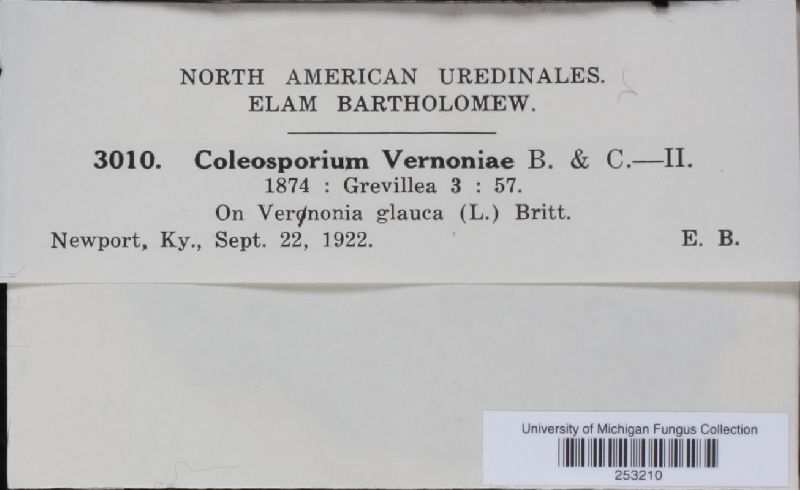 NORTH AMERICAN UREDINALES.
ELAM BARTHOLOMEW.
3010. Coleosporium Vernoniae B. & C.—II.
1874 : Grevillea 3 : 57.
On Vernonia glauca (L.) Britt.
Newport, Ky., Sept. 22, 1922. E. B.
University of Michigan Fungus Collection
253210